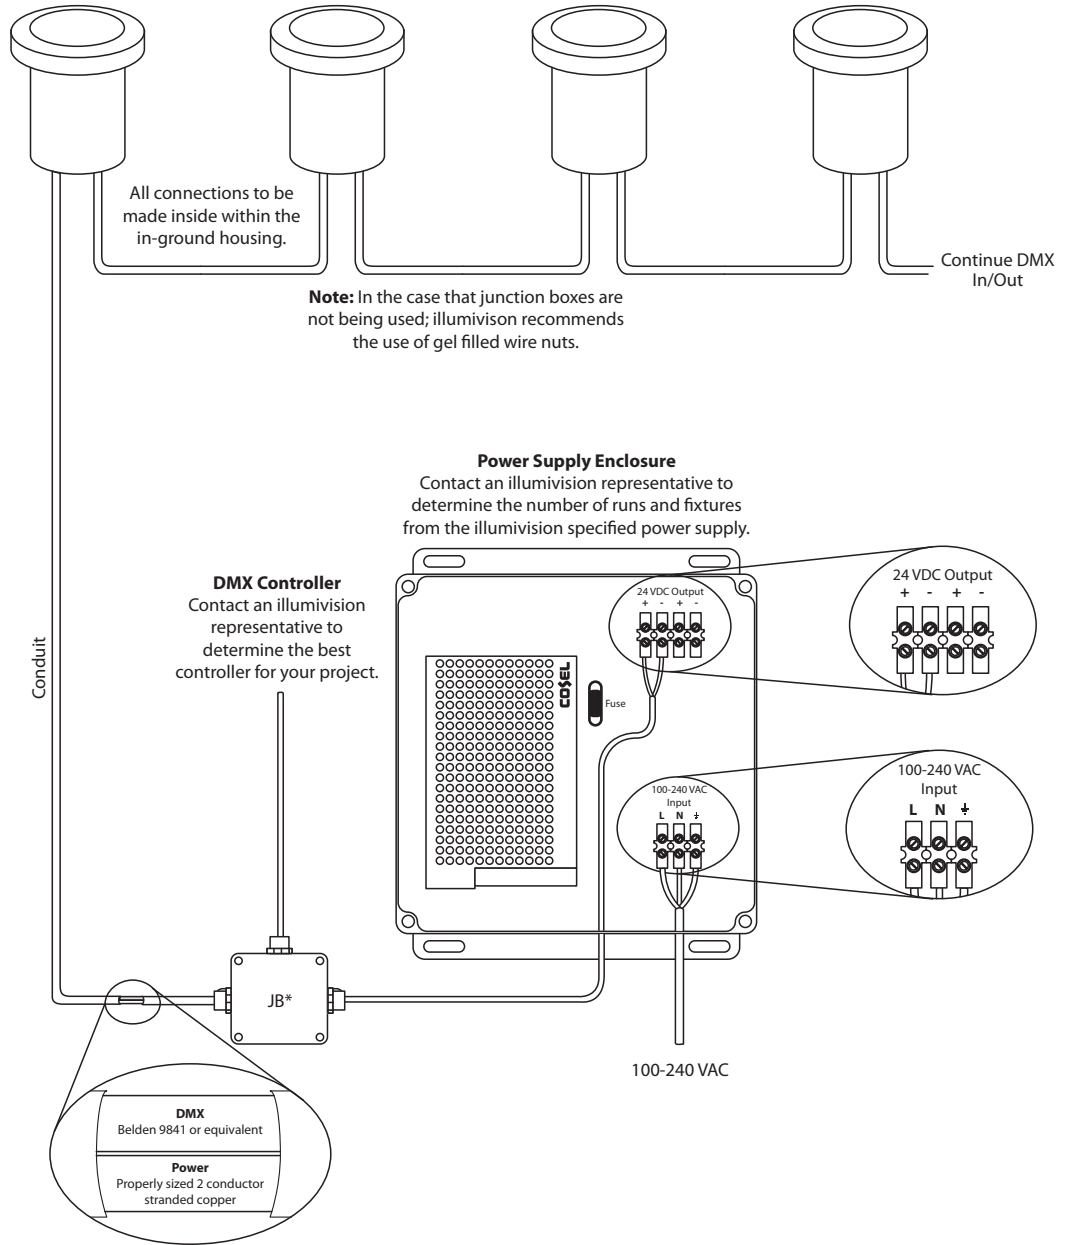 All connections to be
made inside within the
in-ground housing.
Continue DMX
In/Out
Note: In the case that junction boxes are
not being used; illumivison recommends
the use of gel filled wire nuts.
Power Supply Enclosure
Contact an illumivision representative to
determine the number of runs and fixtures
from the illumivision specified power supply.
DMX Controller
Contact an illumivision
representative to
determine the best
controller for your project.
Conduit
24 VDC Output
+ - + -
24 VDC Output
+ - + -
COSEL
Fuse
100-240 VAC
Input
L N ⏚
100-240 VAC
Input
L N ⏚
JB*
100-240 VAC
DMX
Belden 9841 or equivalent
Power
Properly sized 2 conductor
stranded copper